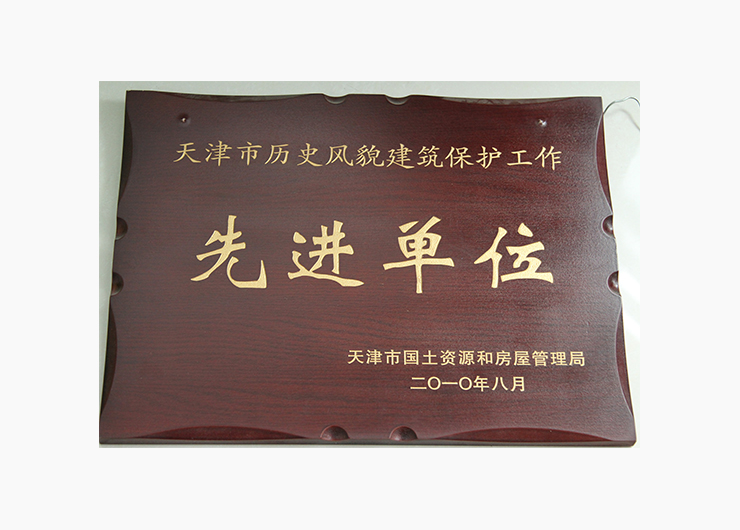 天津市历史风貌建筑保护工作
先进单位
天津市国土资源和房屋管理局
二〇一〇年八月